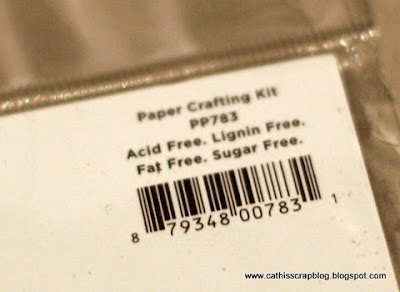 Paper Crafting Kit
PP783
Acid Free. Lignin Free.
Fat Free. Sugar Free.
8 79348 00783 1
www.cathisscrapblog.blogspot.com